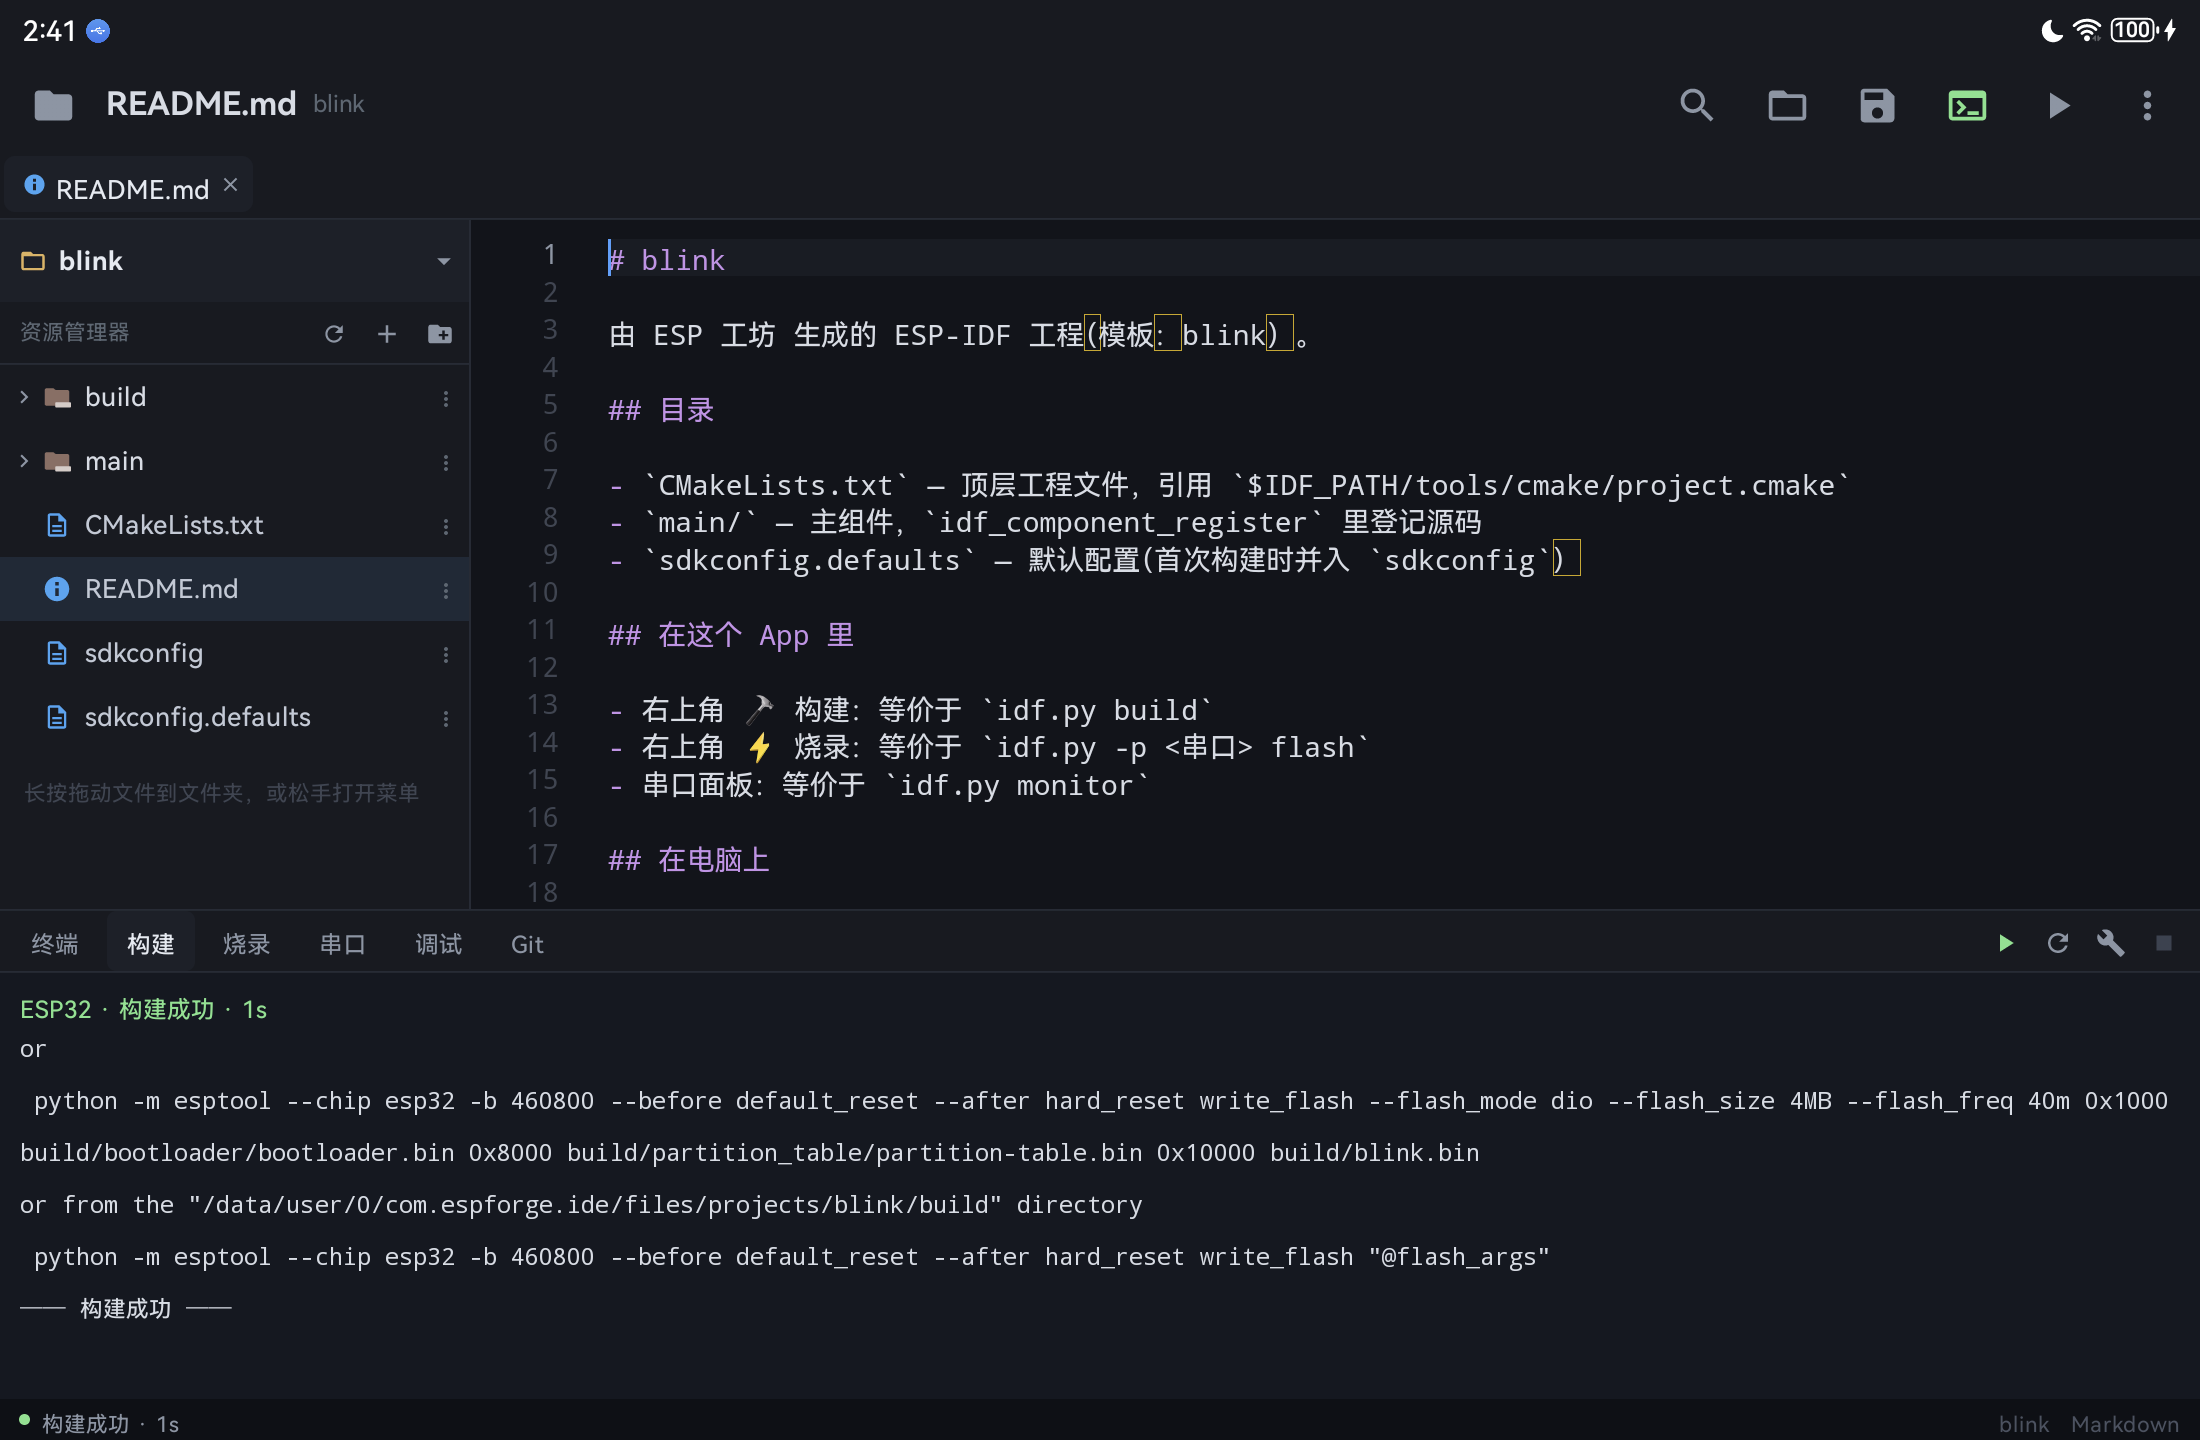 2:41
100
README.md blink
README.md
blink
资源管理器
build
main
CMakeLists.txt
README.md
sdkconfig
sdkconfig.defaults
长按拖动文件到文件夹，或松手打开菜单
1 # blink
2
3 由 ESP 工坊 生成的 ESP-IDF 工程(模板：blink）。
4
5 ## 目录
6
7 - `CMakeLists.txt` — 顶层工程文件，引用 `$IDF_PATH/tools/cmake/project.cmake`
8 - `main/` — 主组件，`idf_component_register` 里登记源码
9 - `sdkconfig.defaults` — 默认配置(首次构建时并入 `sdkconfig`）
10
11 ## 在这个 App 里
12
13 - 右上角 🔨 构建：等价于 `idf.py build`
14 - 右上角 ⚡ 烧录：等价于 `idf.py -p <串口> flash`
15 - 串口面板：等价于 `idf.py monitor`
16
17 ## 在电脑上
18
终端 构建 烧录 串口 调试 Git
ESP32 · 构建成功 · 1s
or
python -m esptool --chip esp32 -b 460800 --before default_reset --after hard_reset write_flash --flash_mode dio --flash_size 4MB --flash_freq 40m 0x1000
build/bootloader/bootloader.bin 0x8000 build/partition_table/partition-table.bin 0x10000 build/blink.bin
or from the "/data/user/0/com.espforge.ide/files/projects/blink/build" directory
python -m esptool --chip esp32 -b 460800 --before default_reset --after hard_reset write_flash "@flash_args"
—— 构建成功 ——
构建成功 · 1s
blink Markdown